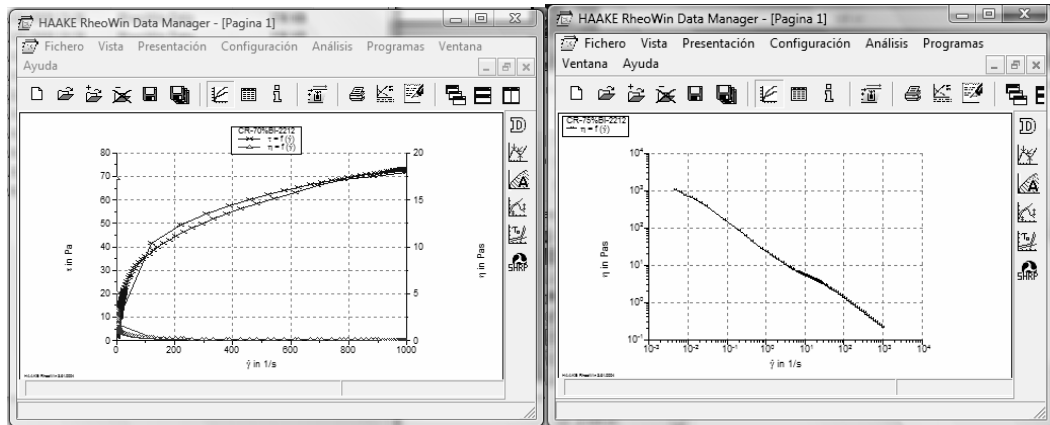 HAAKE RheoWin Data Manager - [Pagina 1]
Fichero Vista Presentación Configuración Análisis Programas Ventana
Ayuda
CR-70%BI-2212
τ = f (γ̇)
η = f (γ̇)
80
70
60
50
40
30
20
10
0
τ in Pa
20
15
10
5
0
η in Pas
0 200 400 600 800 1000
γ̇ in 1/s
SHRP
HAAKE RheoWin Data Manager - [Pagina 1]
Fichero Vista Presentación Configuración Análisis Programas
Ventana Ayuda
CR-75%BI-2212
η = f (γ̇)
10⁴
10³
10²
10¹
10⁰
10⁻¹
η in Pas
10⁻³ 10⁻² 10⁻¹ 10⁰ 10¹ 10² 10³ 10⁴
γ̇ in 1/s
SHRP